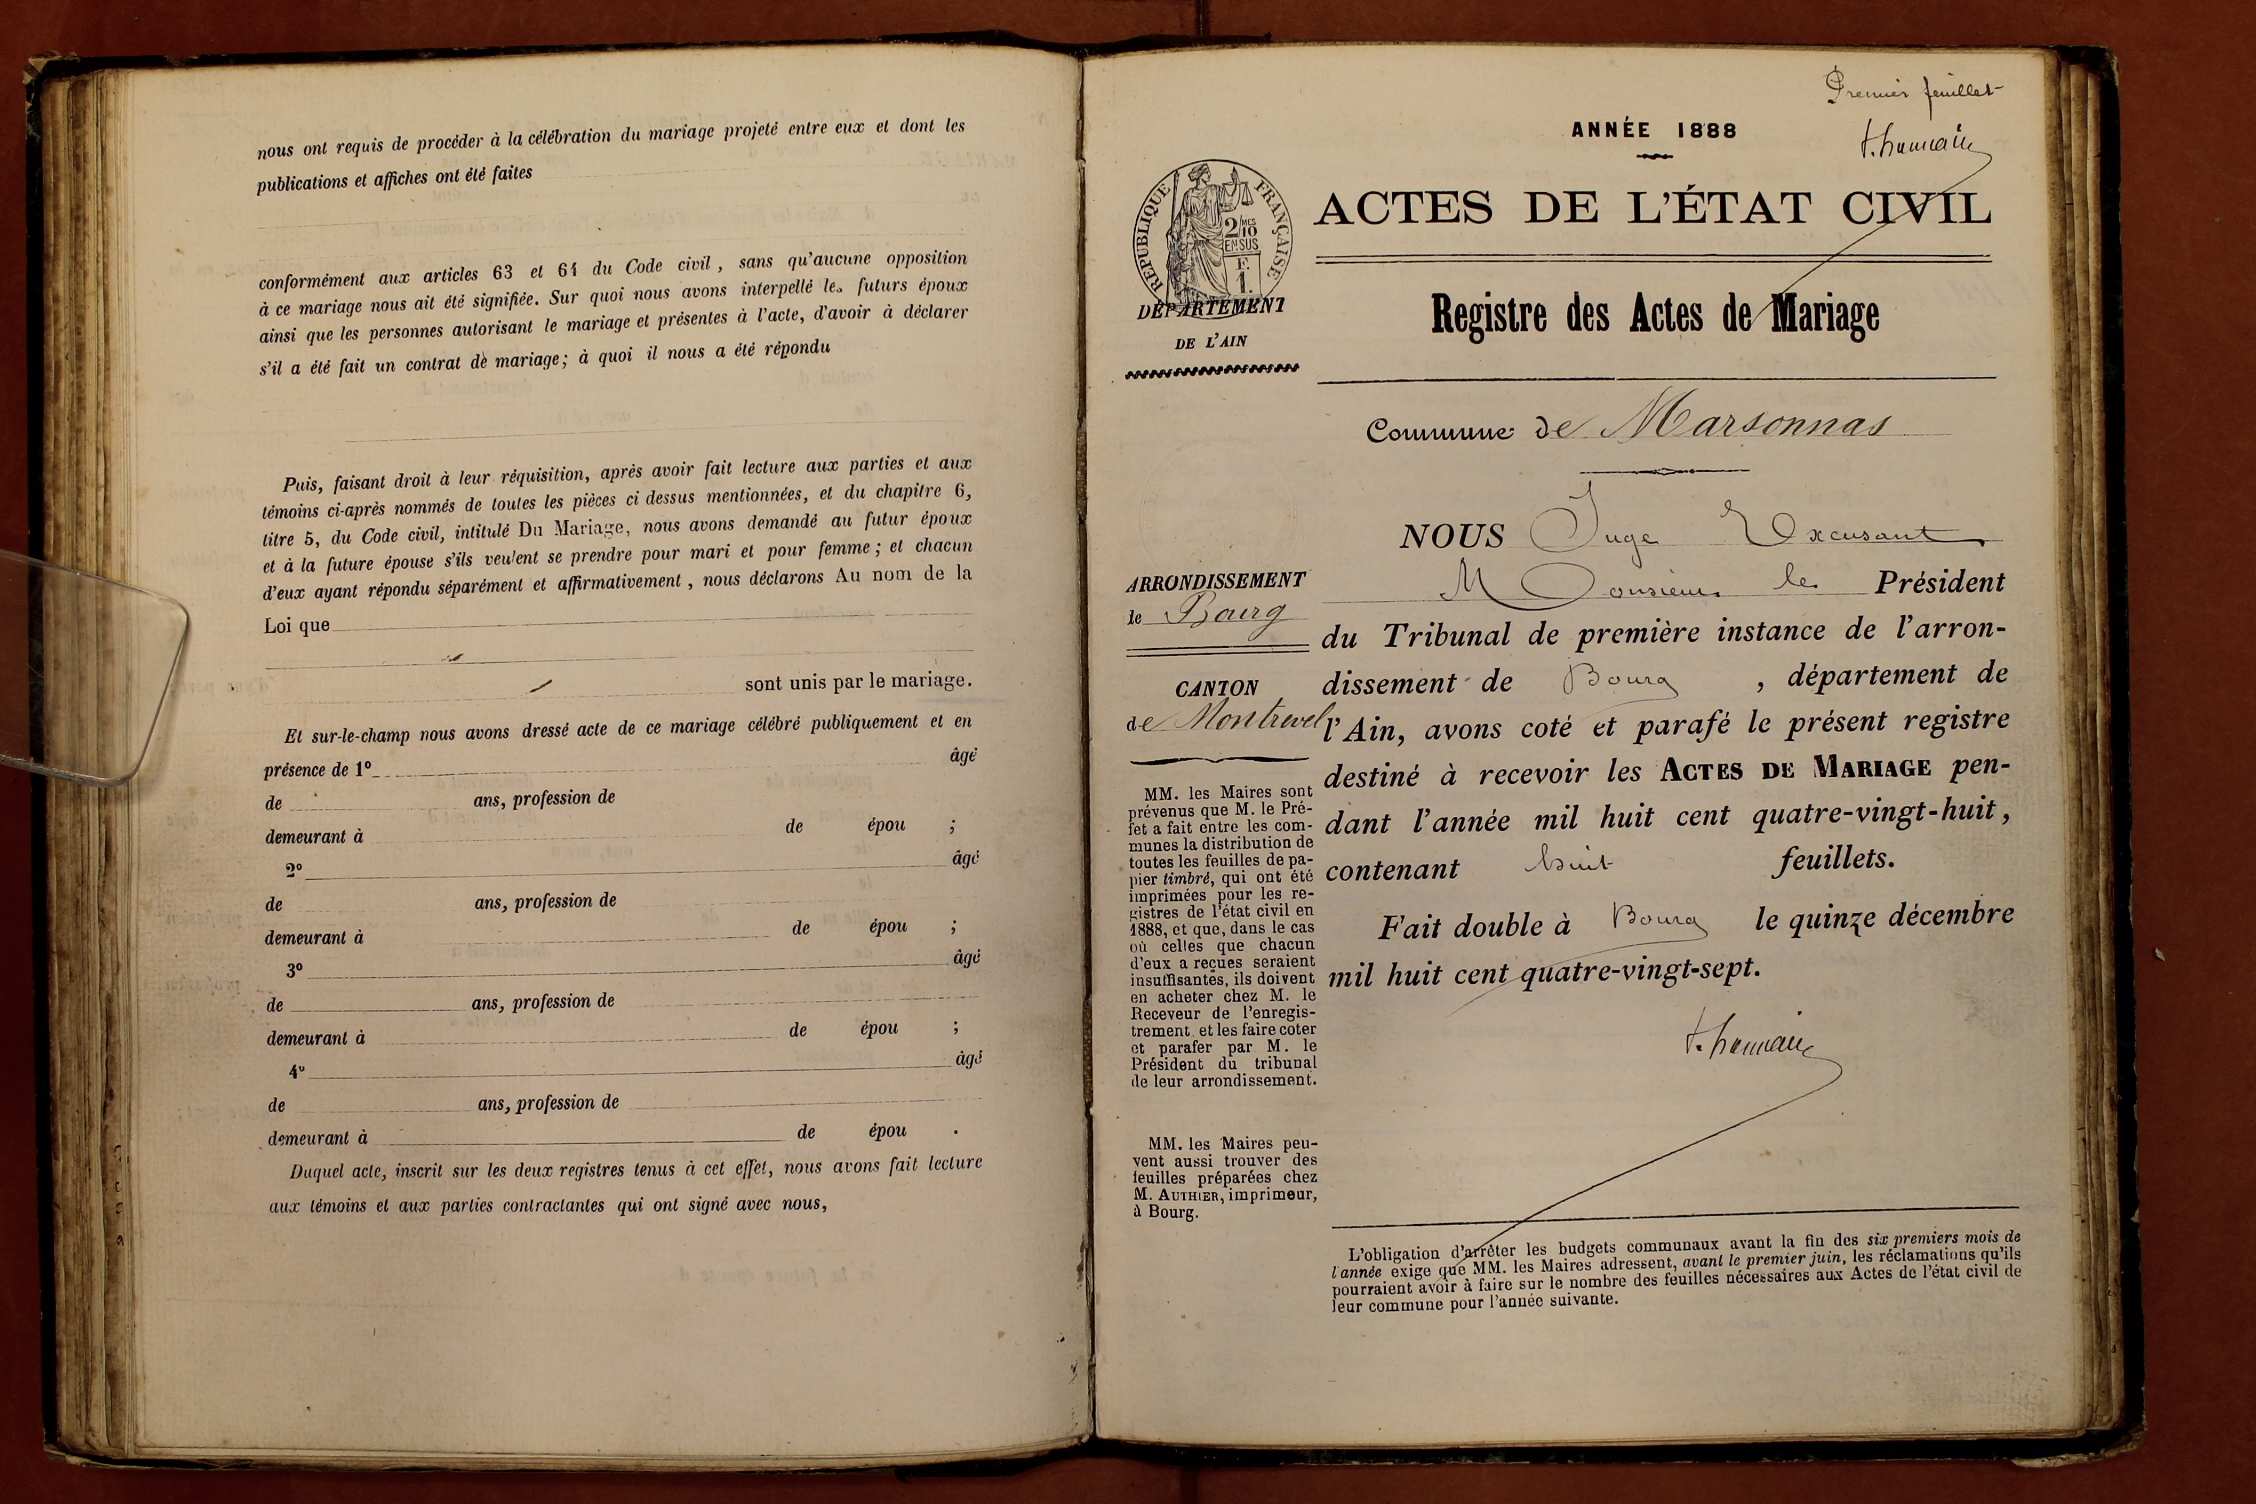 nous ont requis de procéder à la célébration du mariage projeté entre eux et dont les
publications et affiches ont été faites
conformément aux articles 63 et 64 du Code civil, sans qu'aucune opposition
à ce mariage nous ait été signifiée. Sur quoi nous avons interpellé les futurs époux
ainsi que les personnes autorisant le mariage et présentes à l'acte, d'avoir à déclarer
s'il a été fait un contrat de mariage; à quoi il nous a été répondu
Puis, faisant droit à leur réquisition, après avoir fait lecture aux parties et aux
témoins ci-après nommés de toutes les pièces ci dessus mentionnées, et du chapitre 6,
titre 5, du Code civil, intitulé Du Mariage, nous avons demandé au futur époux
et à la future épouse s'ils veulent se prendre pour mari et pour femme; et chacun
d'eux ayant répondu séparément et affirmativement, nous déclarons Au nom de la
Loi que
sont unis par le mariage.
Et sur-le-champ nous avons dressé acte de ce mariage célébré publiquement et en
présence de 1° âgé
de ans, profession de
demeurant à de épou ;
2° âgé
de ans, profession de
demeurant à de épou ;
3° âgé
de ans, profession de
demeurant à de épou ;
4° âgé
de ans, profession de
demeurant à de épou .
Duquel acte, inscrit sur les deux registres tenus à cet effet, nous avons fait lecture
aux témoins et aux parties contractantes qui ont signé avec nous,
Premier feuillet
ANNÉE 1888
RÉPUBLIQUE FRANÇAISE
2/10 MES
EN SUS
F.
1.
ACTES DE L'ÉTAT CIVIL
DÉPARTEMENT
DE L'AIN
Registre des Actes de Mariage
Commune de Marsonnas
ARRONDISSEMENT
de Bourg
CANTON
de Montrevel
MM. les Maires sont
prévenus que M. le Pré-
fet a fait entre les com-
munes la distribution de
toutes les feuilles de pa-
pier timbré, qui ont été
imprimées pour les re-
gistres de l'état civil en
1888, et que, dans le cas
où celles que chacun
d'eux a reçues seraient
insuffisantes, ils doivent
en acheter chez M. le
Receveur de l'enregis-
trement et les faire coter
et parafer par M. le
Président du tribunal
de leur arrondissement.
MM. les Maires peu-
vent aussi trouver des
feuilles préparées chez
M. AUTHIER, imprimeur,
à Bourg.
NOUS Juge Excusant
Monsieur le Président
du Tribunal de première instance de l'arron-
dissement de Bourg, département de
l'Ain, avons coté et parafé le présent registre
destiné à recevoir les ACTES DE MARIAGE pen-
dant l'année mil huit cent quatre-vingt-huit,
contenant huit feuillets.
Fait double à Bourg le quinze décembre
mil huit cent quatre-vingt-sept.
L'obligation d'arrêter les budgets communaux avant la fin des six premiers mois de
l'année exige que MM. les Maires adressent, avant le premier juin, les réclamations qu'ils
pourraient avoir à faire sur le nombre des feuilles nécessaires aux Actes de l'état civil de
leur commune pour l'année suivante.